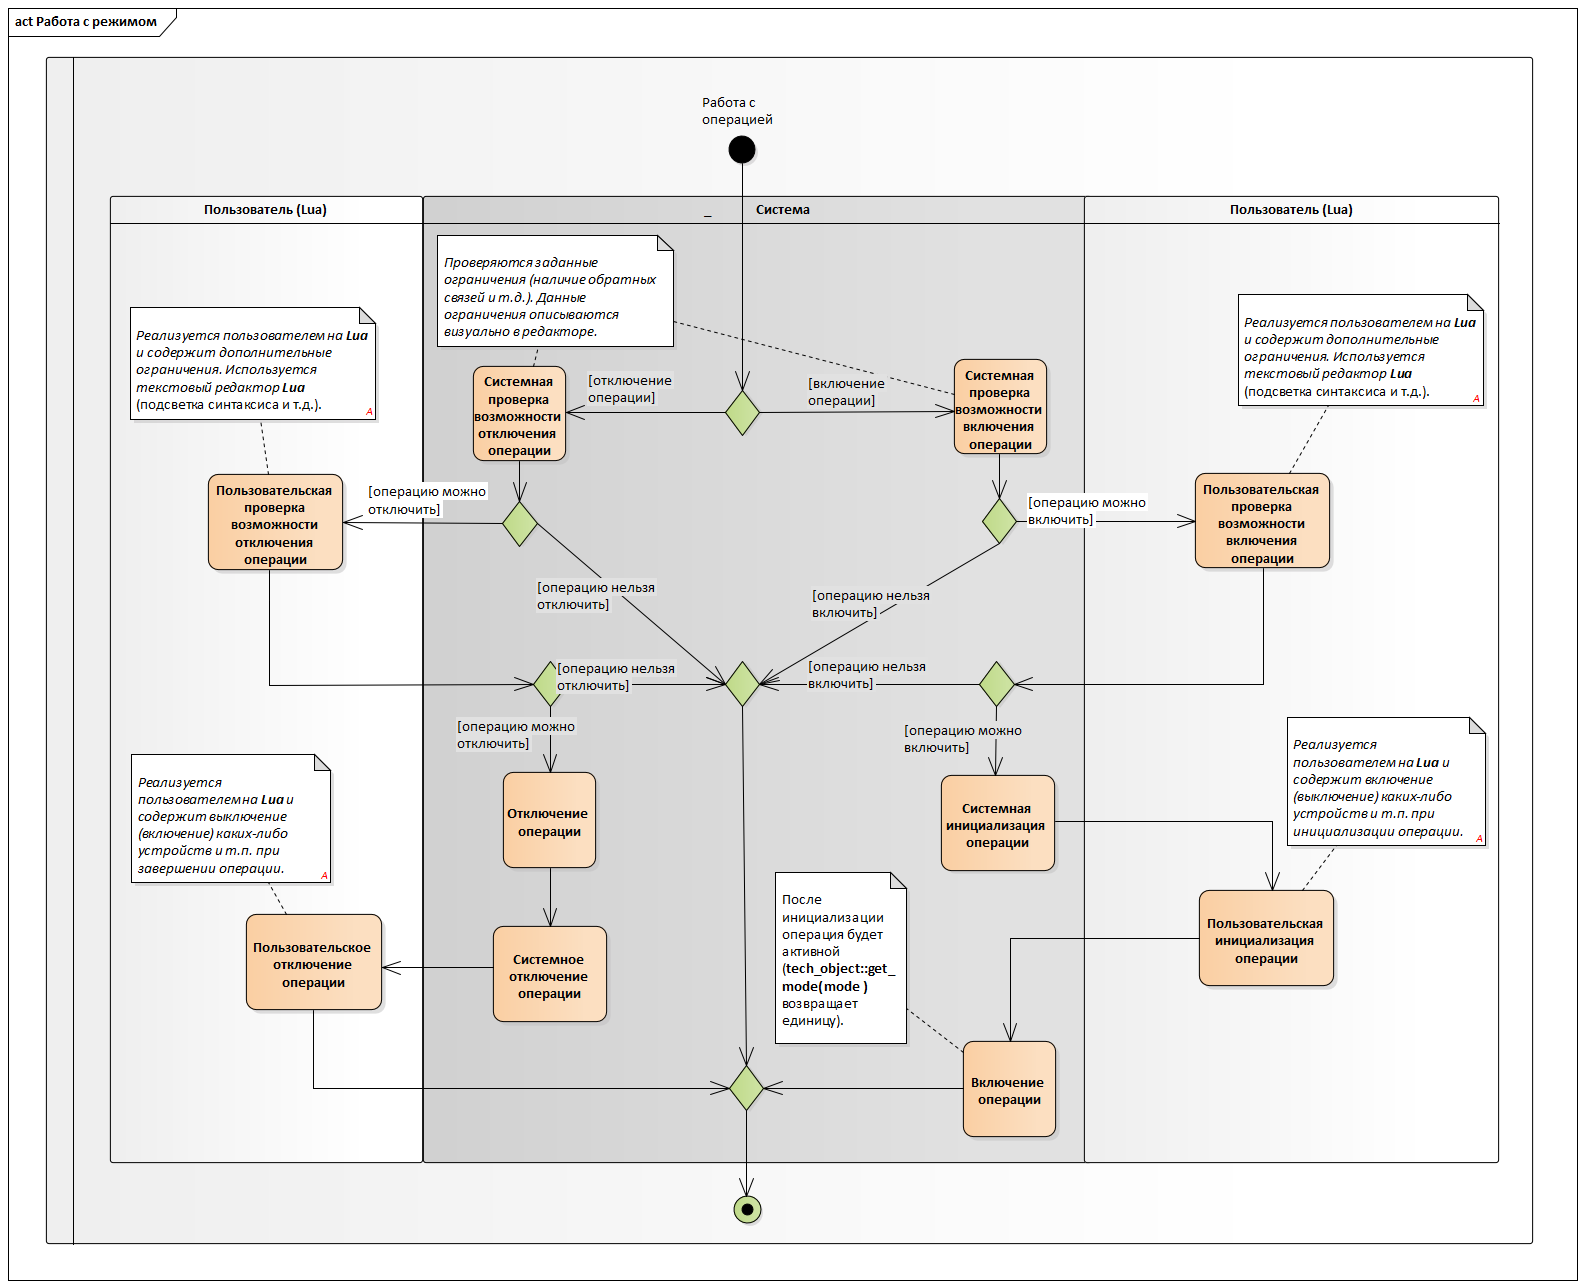 act Работа с режимом
Работа с
операцией
Пользователь (Lua)
_ Система
Пользователь (Lua)
Проверяются заданные
ограничения (наличие обратных
связей и т.д.). Данные
ограничения описываются
визуально в редакторе.
Реализуется пользователем на Lua
и содержит дополнительные
ограничения. Используется
текстовый редактор Lua
(подсветка синтаксиса и т.д.).
A
Реализуется пользователем на Lua
и содержит дополнительные
ограничения. Используется
текстовый редактор Lua
(подсветка синтаксиса и т.д.).
A
Системная
проверка
возможности
отключения
операции
[отключение
операции]
[включение
операции]
Системная
проверка
возможности
включения
операции
Пользовательская
проверка
возможности
отключения
операции
[операцию можно
отключить]
[операцию можно
включить]
Пользовательская
проверка
возможности
включения
операции
[операцию нельзя
отключить]
[операцию нельзя
включить]
[операцию нельзя
отключить]
[операцию нельзя
включить]
[операцию можно
отключить]
[операцию можно
включить]
Реализуется
пользователем на Lua и
содержит выключение
(включение) каких-либо
устройств и т.п. при
завершении операции.
A
Отключение
операции
Системная
инициализация
операции
Реализуется
пользователем на Lua и
содержит включение
(выключение) каких-либо
устройств и т.п. при
инициализации операции.
A
Пользовательское
отключение
операции
Системное
отключение
операции
После
инициализации
операция будет
активной
(tech_object::get_
mode(mode )
возвращает
единицу).
Пользовательская
инициализация
операции
Включение
операции